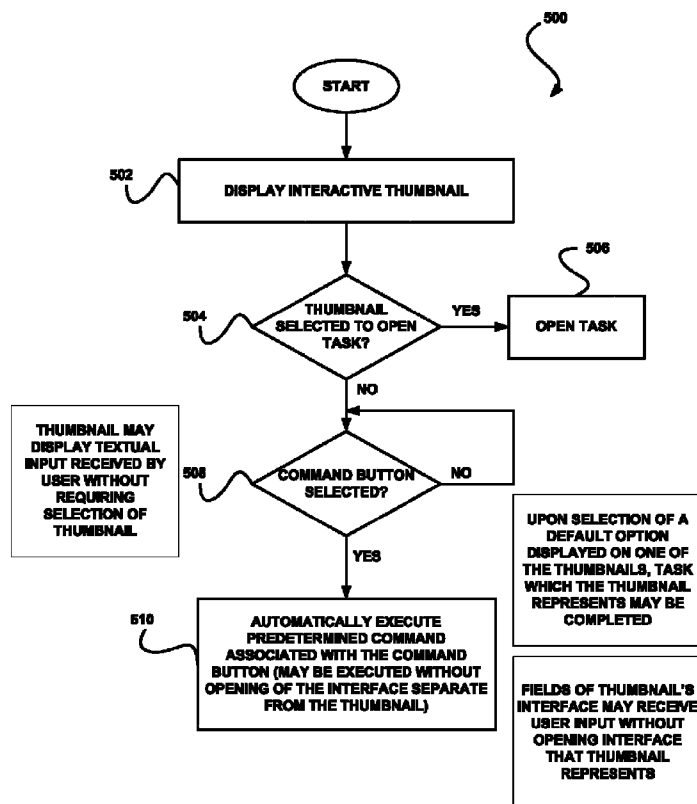 500
START
502
DISPLAY INTERACTIVE THUMBNAIL
506
504
THUMBNAIL
SELECTED TO OPEN
TASK?
YES
OPEN TASK
NO
THUMBNAIL MAY
DISPLAY TEXTUAL
INPUT RECEIVED BY
USER WITHOUT
REQUIRING
SELECTION OF
THUMBNAIL
508
COMMAND BUTTON
SELECTED?
NO
YES
UPON SELECTION OF A
DEFAULT OPTION
DISPLAYED ON ONE OF
THE THUMBNAILS, TASK
WHICH THE THUMBNAIL
REPRESENTS MAY BE
COMPLETED
510
AUTOMATICALLY EXECUTE
PREDETERMINED COMMAND
ASSOCIATED WITH THE COMMAND
BUTTON (MAY BE EXECUTED WITHOUT
OPENING OF THE INTERFACE SEPARATE
FROM THE THUMBNAIL)
FIELDS OF THUMBNAIL'S
INTERFACE MAY RECEIVE
USER INPUT WITHOUT
OPENING INTERFACE
THAT THUMBNAIL
REPRESENTS